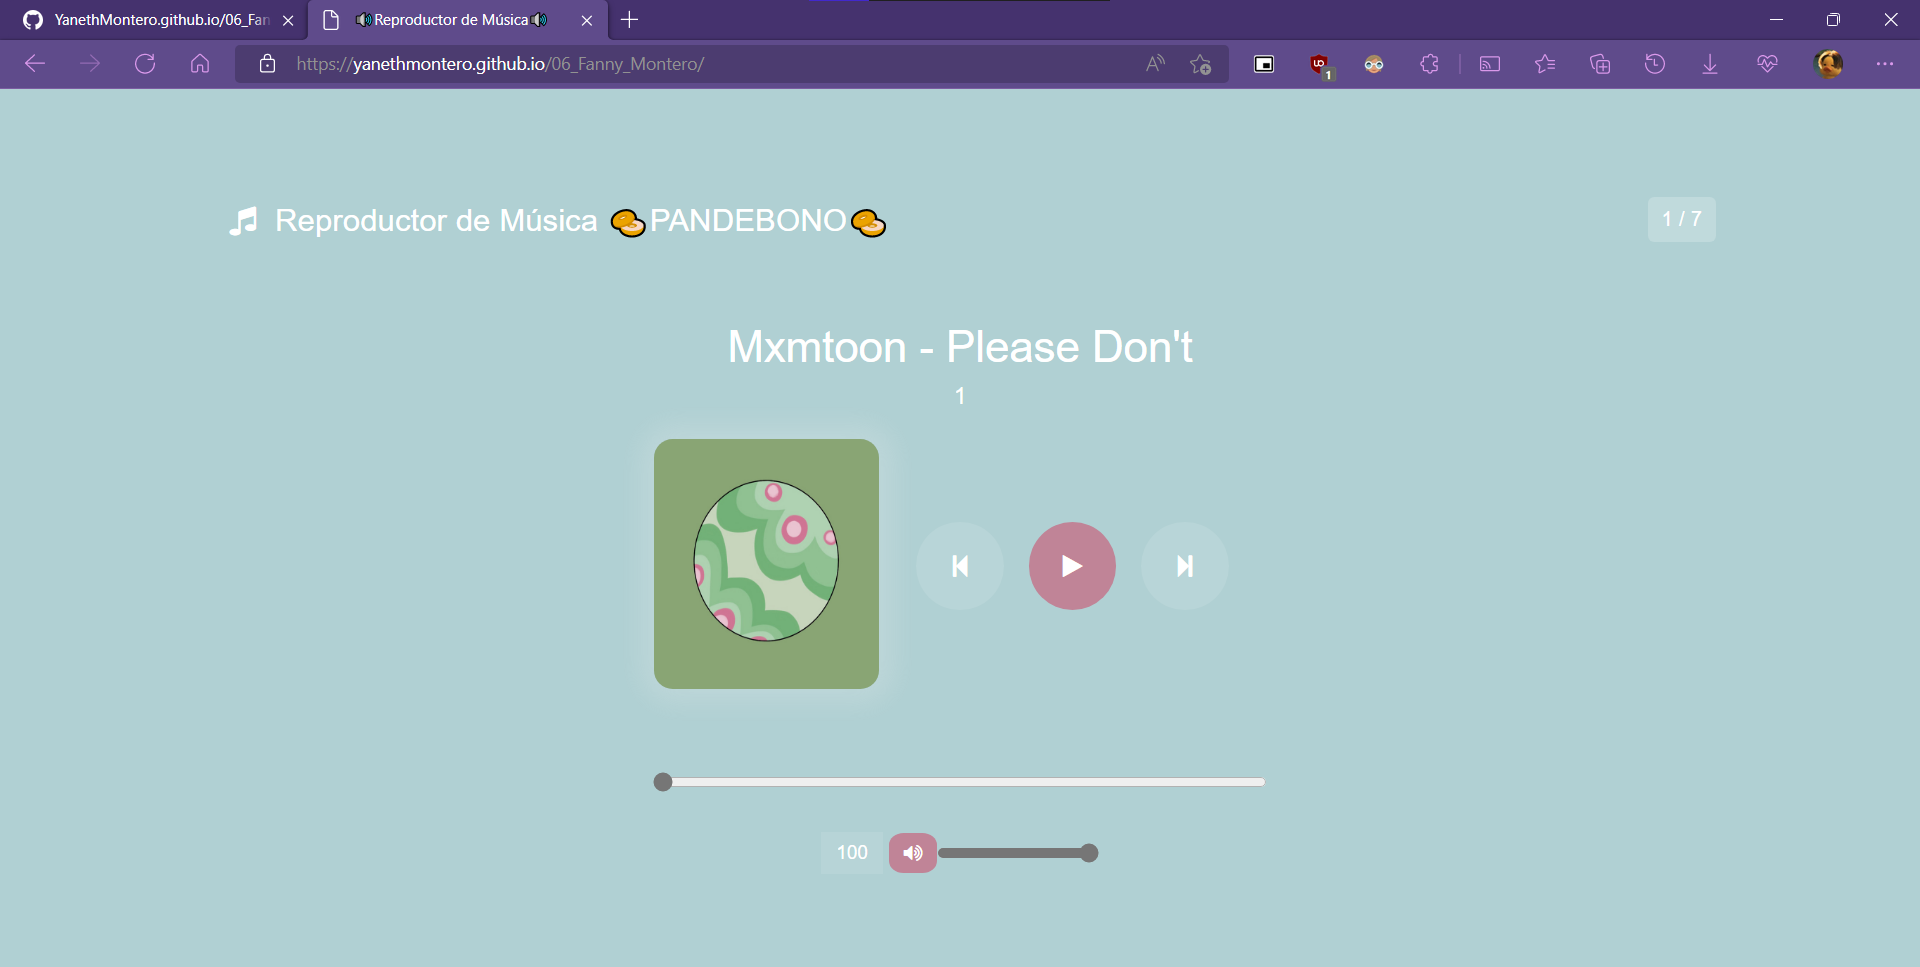 YanethMontero.github.io/06_Fan
🔊Reproductor de Música🔊
https://yanethmontero.github.io/06_Fanny_Montero/
1
Reproductor de Música 🥯PANDEBONO🥯
1 / 7
Mxmtoon - Please Don't
1
100